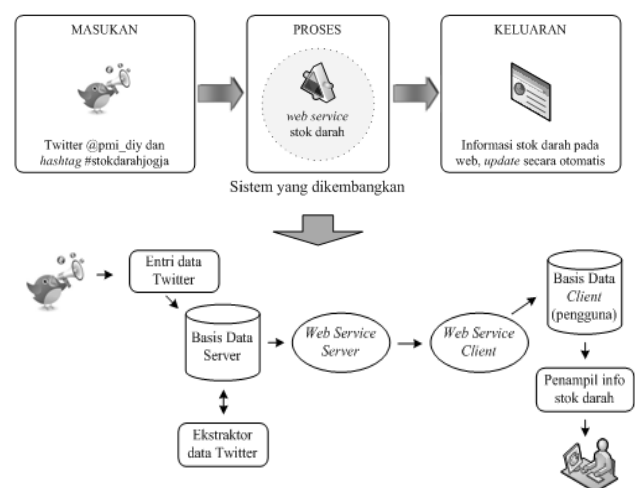 MASUKAN
Twitter @pmi_diy dan
hashtag #stokdarahjogja
PROSES
web service
stok darah
KELUARAN
Informasi stok darah pada
web, update secara otomatis
Sistem yang dikembangkan
Entri data
Twitter
Basis Data
Server
Ekstraktor
data Twitter
Web Service
Server
Web Service
Client
Basis Data
Client
(pengguna)
Penampil info
stok darah